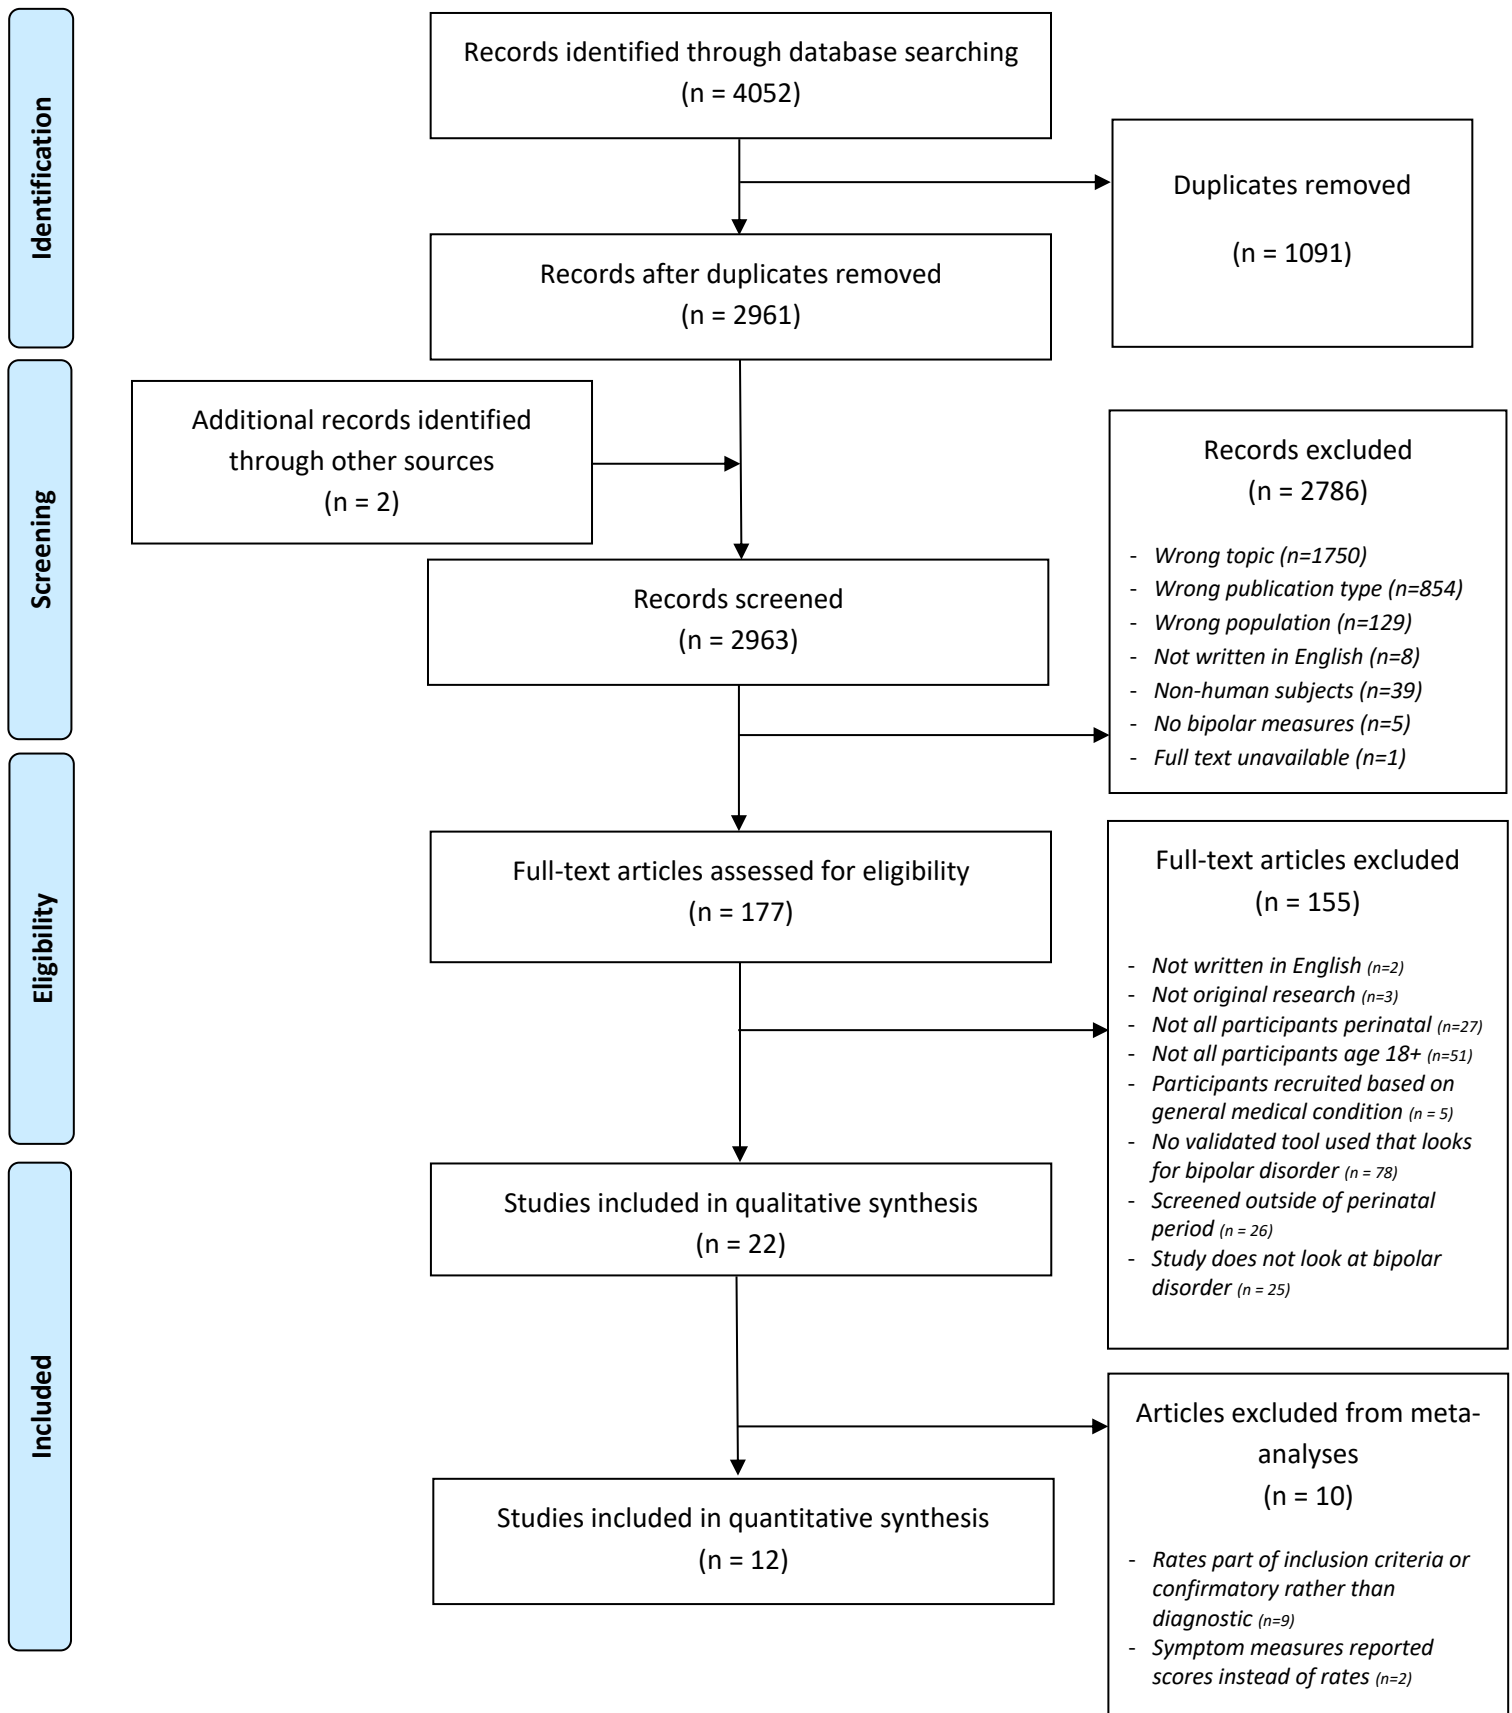 Identification
Records identified through database searching
(n = 4052)
Duplicates removed
(n = 1091)
Records after duplicates removed
(n = 2961)
Screening
Additional records identified
through other sources
(n = 2)
Records screened
(n = 2963)
Records excluded
(n = 2786)
- Wrong topic (n=1750)
- Wrong publication type (n=854)
- Wrong population (n=129)
- Not written in English (n=8)
- Non-human subjects (n=39)
- No bipolar measures (n=5)
- Full text unavailable (n=1)
Eligibility
Full-text articles assessed for eligibility
(n = 177)
Full-text articles excluded
(n = 155)
- Not written in English (n=2)
- Not original research (n=3)
- Not all participants perinatal (n=27)
- Not all participants age 18+ (n=51)
- Participants recruited based on
general medical condition (n = 5)
- No validated tool used that looks
for bipolar disorder (n = 78)
- Screened outside of perinatal
period (n = 26)
- Study does not look at bipolar
disorder (n = 25)
Included
Studies included in qualitative synthesis
(n = 22)
Articles excluded from meta-
analyses
(n = 10)
- Rates part of inclusion criteria or
confirmatory rather than
diagnostic (n=9)
- Symptom measures reported
scores instead of rates (n=2)
Studies included in quantitative synthesis
(n = 12)